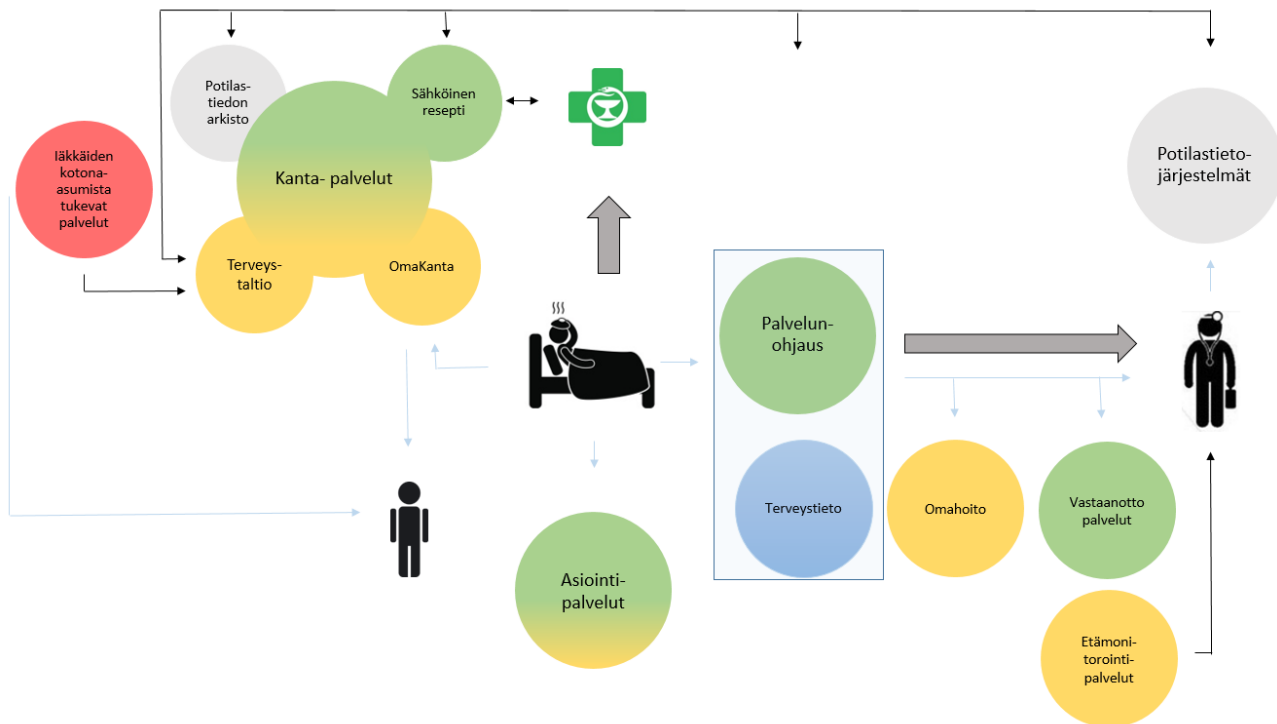 Potilas-
tiedon
arkisto
Sähköinen
resepti
Iäkkäiden
kotona-
asumista
tukevat
palvelut
Kanta- palvelut
Potilastieto-
järjestelmät
Terveys-
taltio
OmaKanta
Palvelun-
ohjaus
Terveystieto
Omahoito
Vastaanotto
palvelut
Asiointi-
palvelut
Etämoni-
torointi-
palvelut